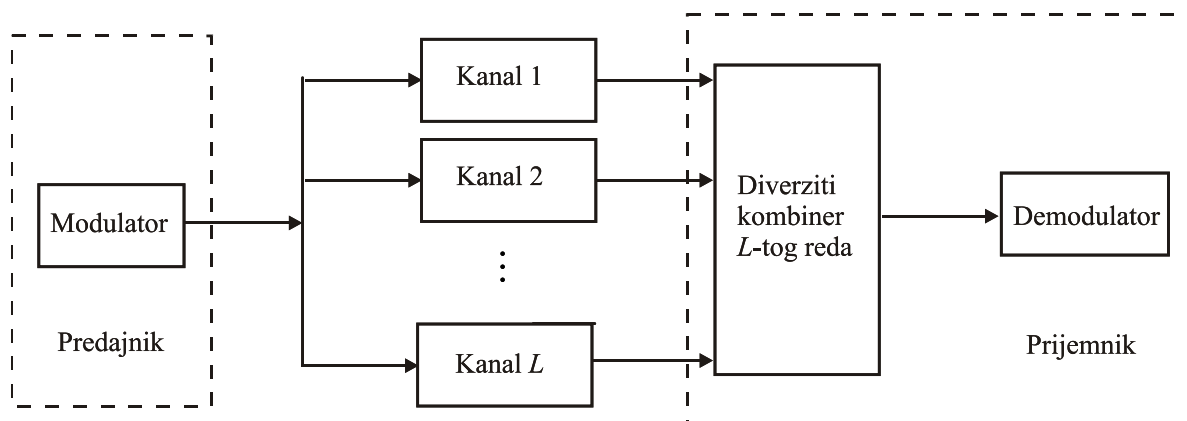 Modulator
Predajnik
Kanal 1
Kanal 2
Kanal L
Diverziti
kombiner
L-tog reda
Demodulator
Prijemnik